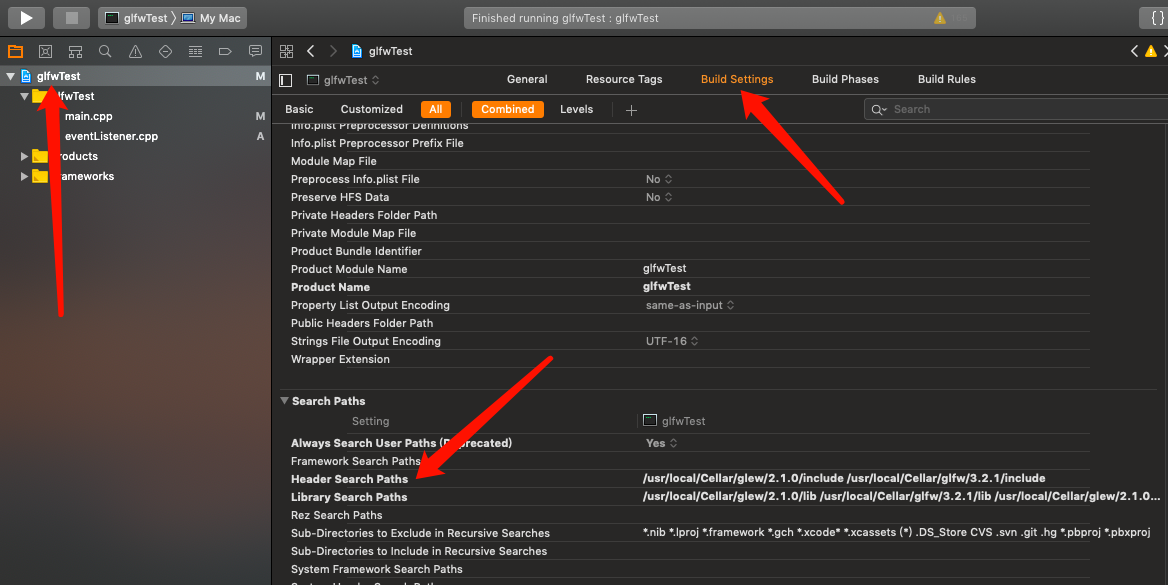 glfwTest 〉 My Mac
Finished running glfwTest : glfwTest
{}
glfwTest
glfwTest M
main.cpp M
eventListener.cpp A
glfwTest
General Resource Tags Build Settings Build Phases Build Rules
Basic Customized All Combined Levels + Search
Info.plist Preprocessor Definitions
Info.plist Preprocessor Prefix File
Module Map File
Preprocess Info.plist File No
Preserve HFS Data No
Private Headers Folder Path
Private Module Map File
Product Bundle Identifier
Product Module Name glfwTest
Product Name glfwTest
Property List Output Encoding same-as-input
Public Headers Folder Path
Strings File Output Encoding UTF-16
Wrapper Extension
Search Paths
Setting glfwTest
Always Search User Paths Yes
Framework Search Paths
Header Search Paths /usr/local/Cellar/glew/2.1.0/include /usr/local/Cellar/glfw/3.2.1/include
Library Search Paths /usr/local/Cellar/glew/2.1.0/lib /usr/local/Cellar/glfw/3.2.1/lib /usr/local/Cellar/glew/2.1.0...
Rez Search Paths
Sub-Directories to Exclude in Recursive Searches *.nib *.lproj *.framework *.gch *.xcode* *.xcassets (*) .DS_Store CVS .svn .git .hg *.pbproj *.pbxproj
Sub-Directories to Include in Recursive Searches
System Framework Search Paths